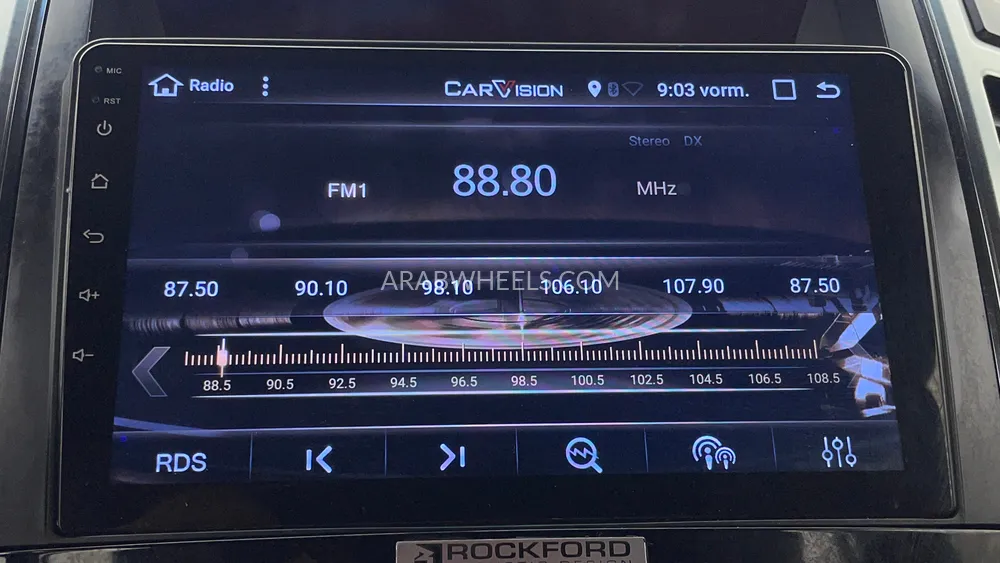 MIC
Radio
CARVISION
9:03 vorm.
RST
Stereo DX
FM1 88.80 MHz
ARABWHEELS.COM
87.50 90.10 98.10 106.10 107.90 87.50
88.5 90.5 92.5 94.5 96.5 98.5 100.5 102.5 104.5 106.5 108.5
RDS
ROCKFORD